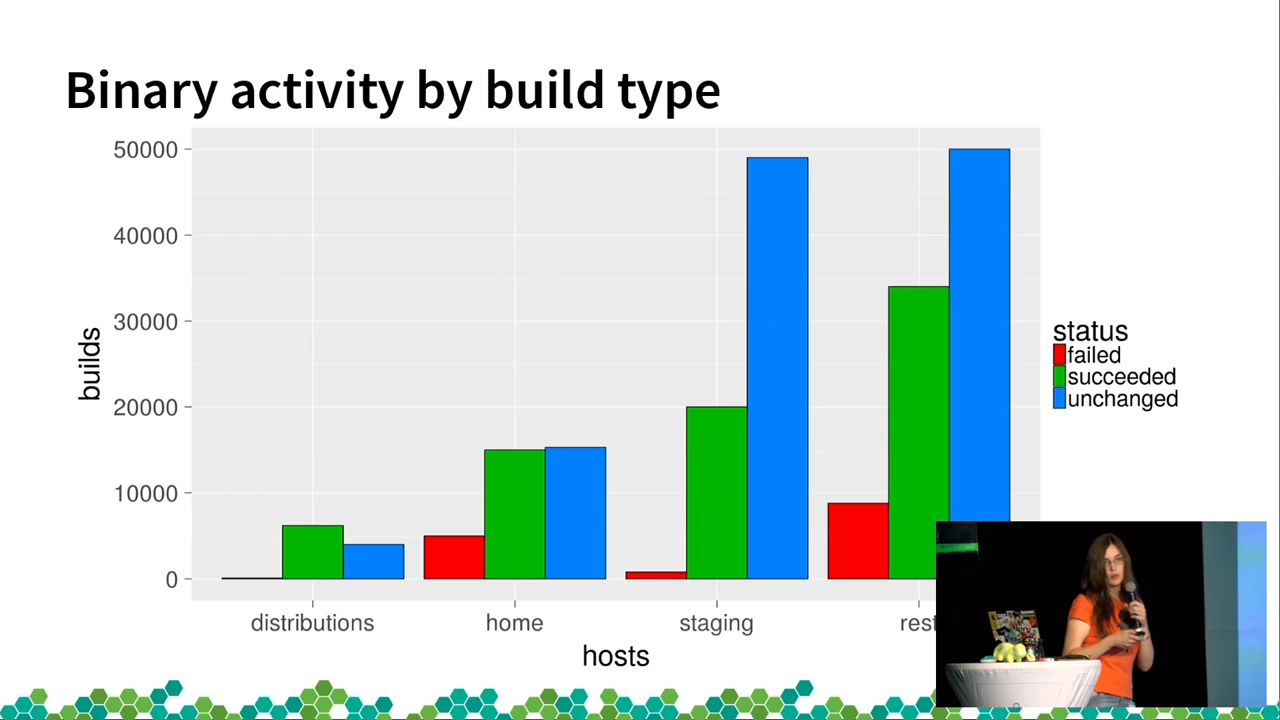 Binary activity by build type
50000
40000
30000
20000
10000
0
builds
distributions home staging rest
hosts
status
failed
succeeded
unchanged